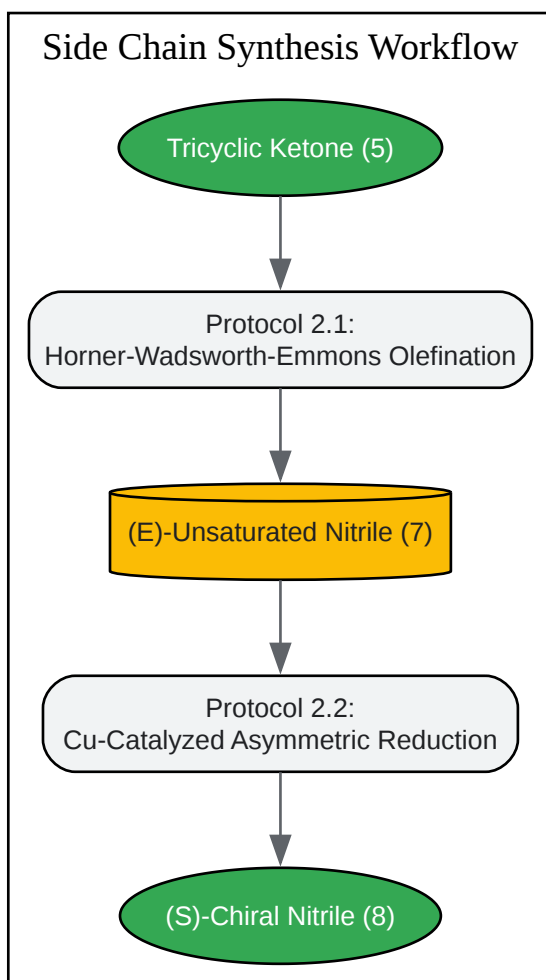 Side Chain Synthesis Workflow
Tricyclic Ketone (5)
Protocol 2.1:
Horner-Wadsworth-Emmons Olefination
(E)-Unsaturated Nitrile (7)
Protocol 2.2:
Cu-Catalyzed Asymmetric Reduction
(S)-Chiral Nitrile (8)